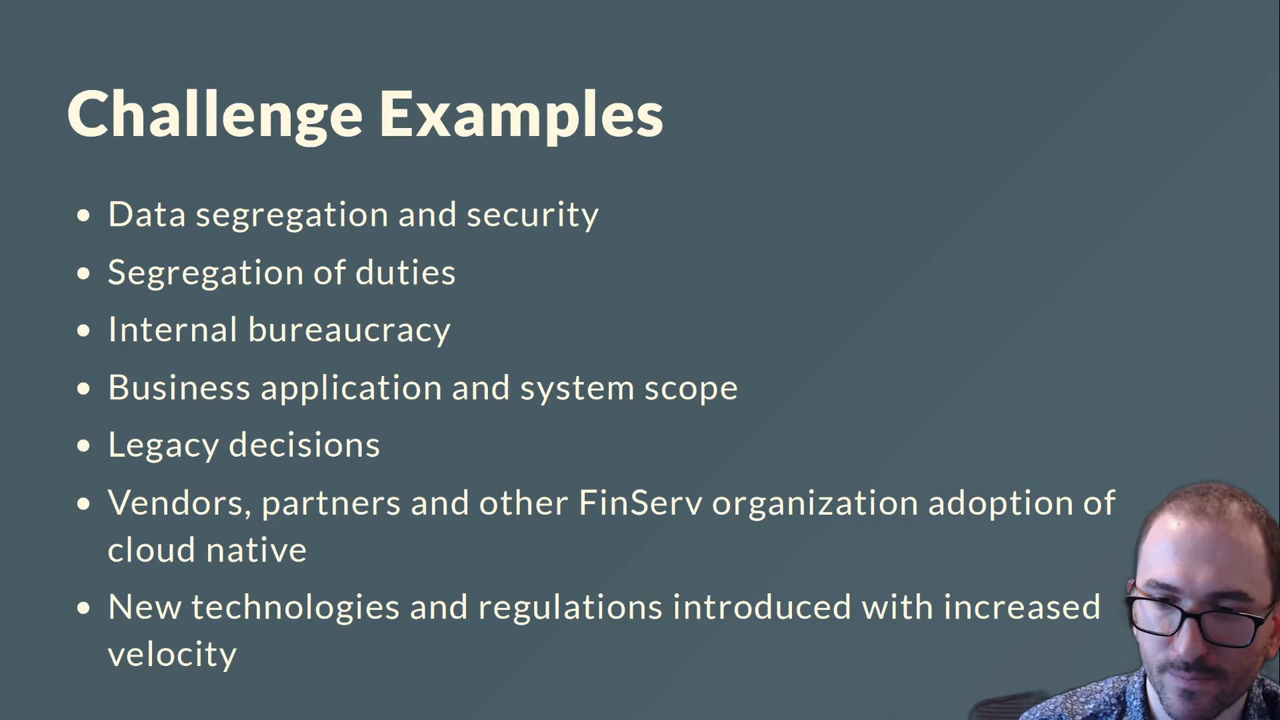 Challenge Examples
Data segregation and security
Segregation of duties
Internal bureaucracy
Business application and system scope
Legacy decisions
Vendors, partners and other FinServ organization adoption of
cloud native
New technologies and regulations introduced with increased
velocity